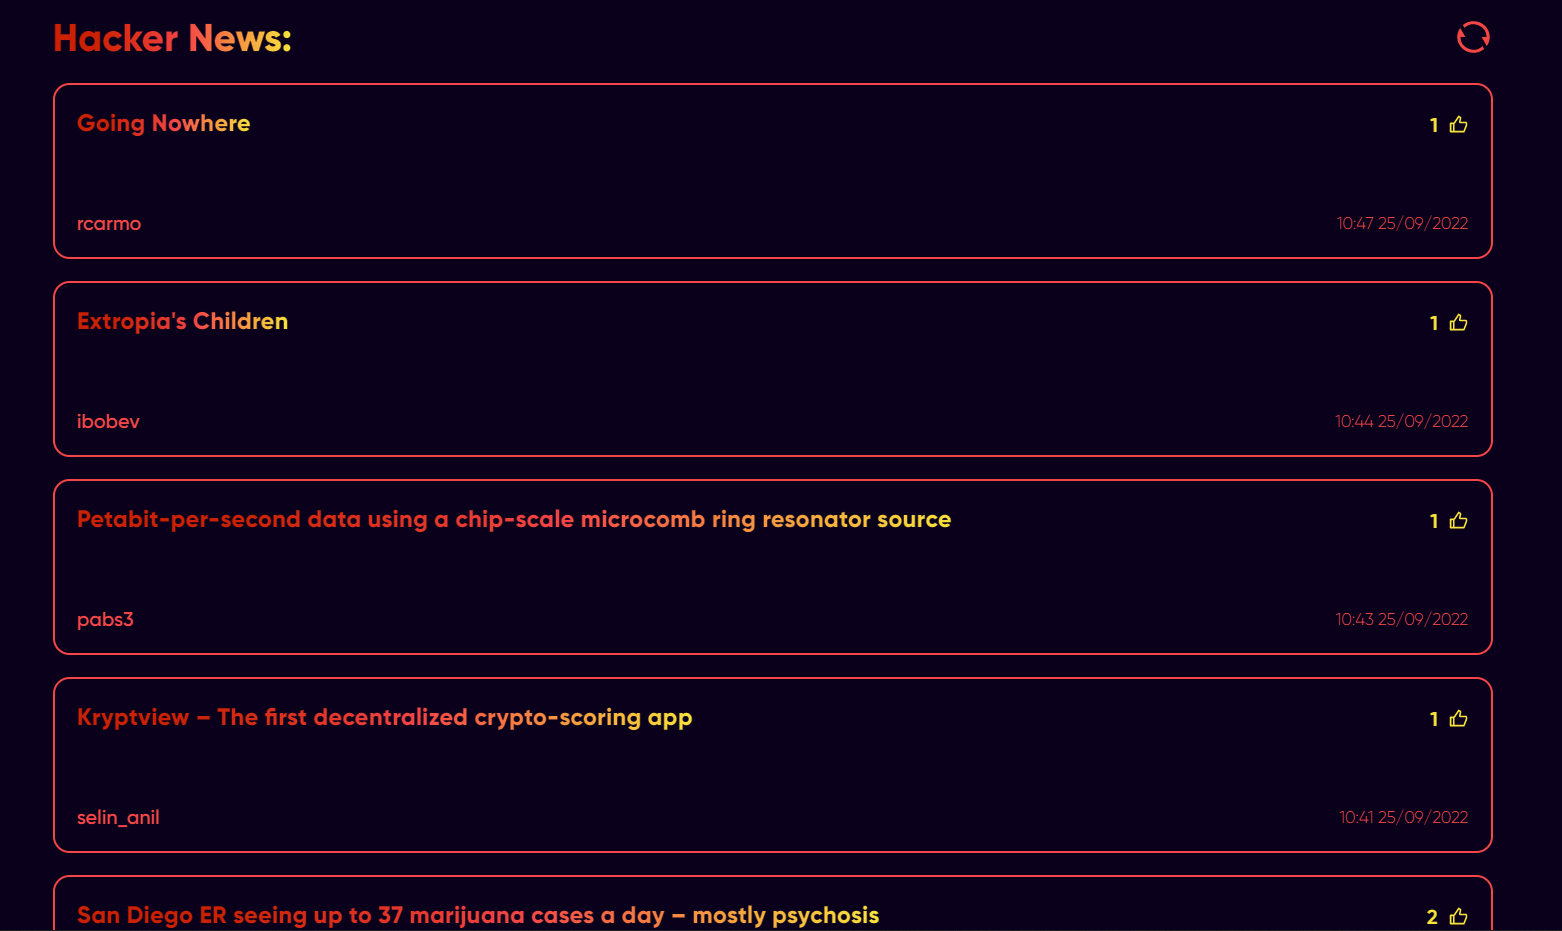 Hacker News:
Going Nowhere
1
rcarmo
10:47 25/09/2022
Extropia's Children
1
ibobev
10:44 25/09/2022
Petabit-per-second data using a chip-scale microcomb ring resonator source
1
pabs3
10:43 25/09/2022
Kryptview – The first decentralized crypto-scoring app
1
selin_anil
10:41 25/09/2022
San Diego ER seeing up to 37 marijuana cases a day – mostly psychosis
2